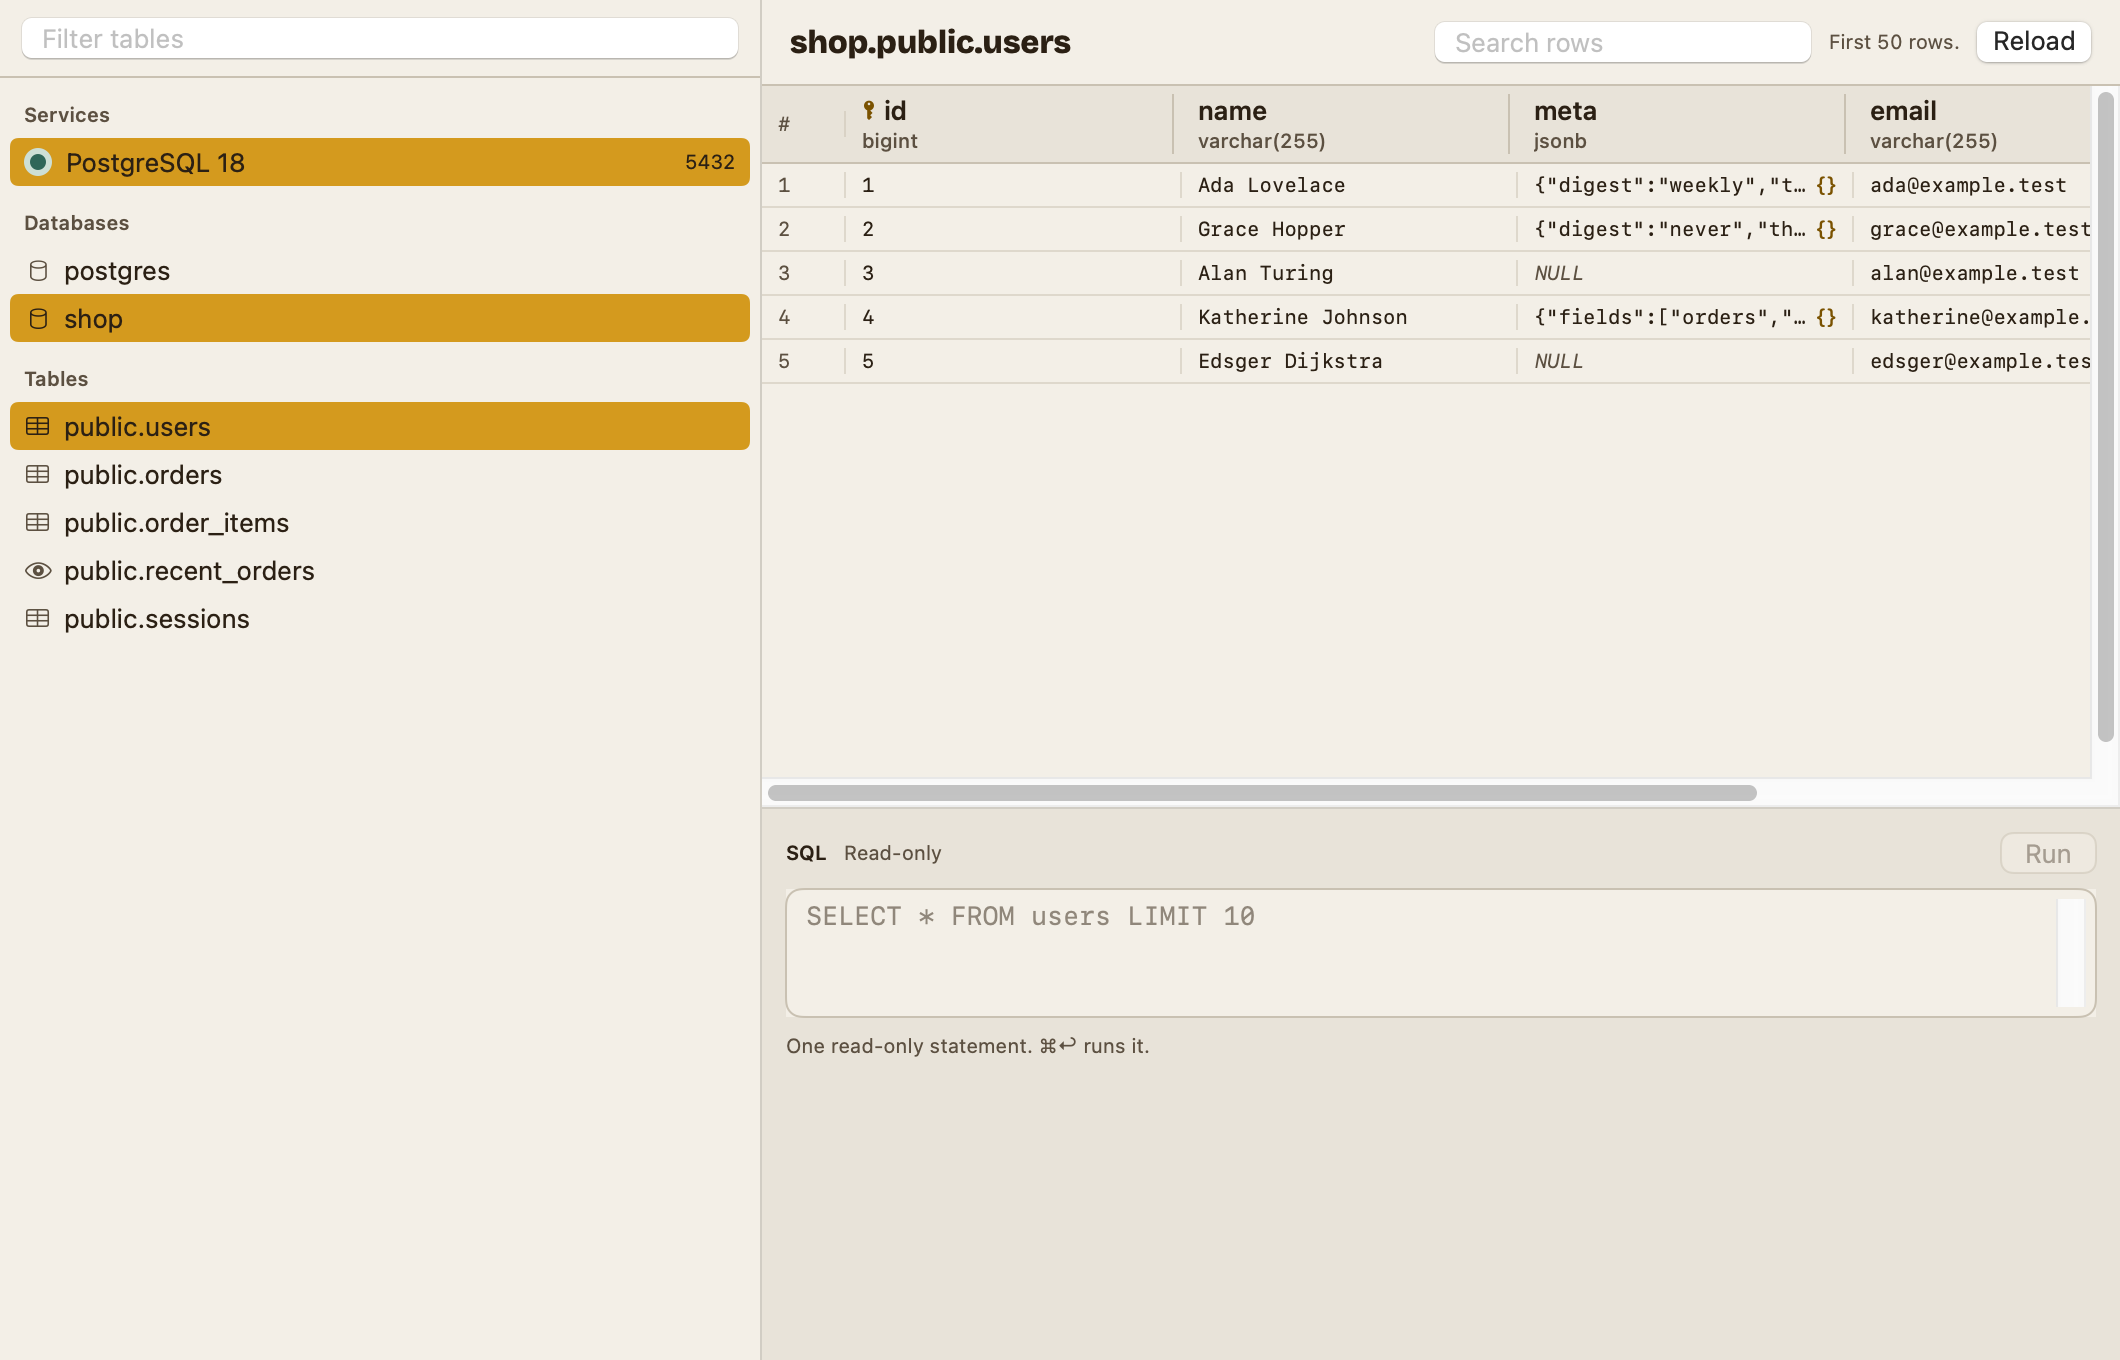 Filter tables
Services
PostgreSQL 18 5432
Databases
postgres
shop
Tables
public.users
public.orders
public.order_items
public.recent_orders
public.sessions
shop.public.users Search rows First 50 rows. Reload
# id name meta email
bigint varchar(255) jsonb varchar(255)
1 1 Ada Lovelace {"digest":"weekly","t… {} ada@example.test
2 2 Grace Hopper {"digest":"never","th… {} grace@example.test
3 3 Alan Turing NULL alan@example.test
4 4 Katherine Johnson {"fields":["orders","… {} katherine@example.
5 5 Edsger Dijkstra NULL edsger@example.tes
SQL Read-only Run
SELECT * FROM users LIMIT 10
One read-only statement. ⌘↩ runs it.